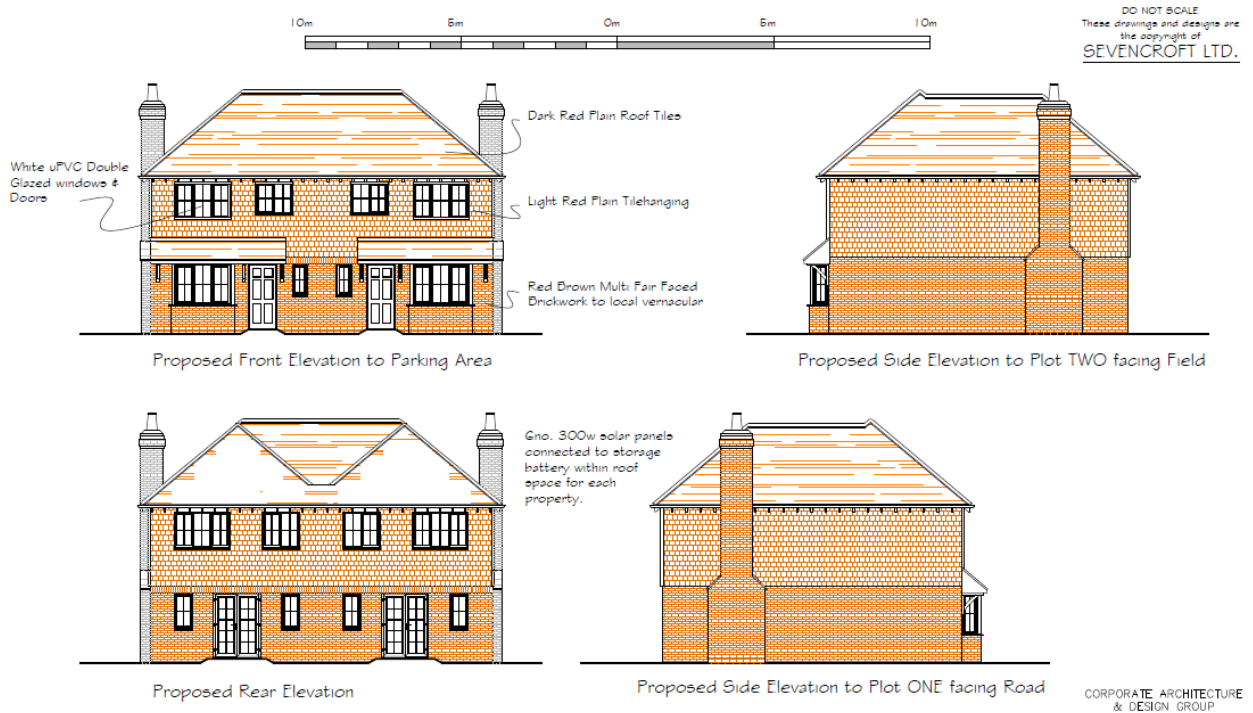 10m 5m 0m 5m 10m
DO NOT SCALE
These drawings and designs are
the copyright of
SEVENCROFT LTD.
White uPVC Double
Glazed windows &
Doors
Dark Red Plain Roof Tiles
Light Red Plain Tilehanging
Red Brown Multi Fair Faced
Brickwork to local vernacular
Proposed Front Elevation to Parking Area
Proposed Side Elevation to Plot TWO facing Field
6no. 300w solar panels
connected to storage
battery within roof
space for each
property.
Proposed Rear Elevation
Proposed Side Elevation to Plot ONE facing Road
CORPORATE ARCHITECTURE
& DESIGN GROUP